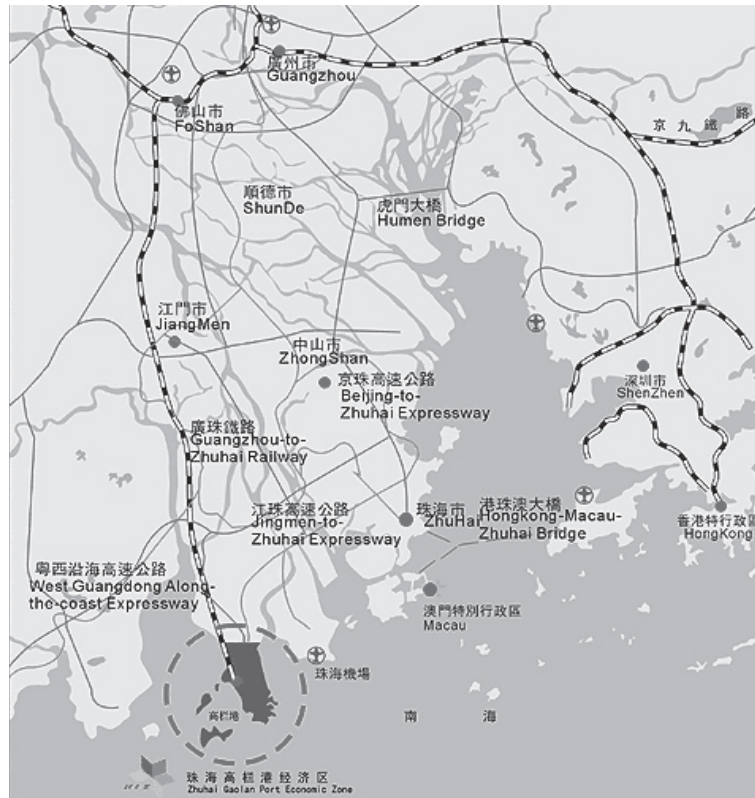 廣州市
Guangzhou
佛山市
FoShan
京九鐵路
順德市
ShunDe
虎門大橋
Humen Bridge
江門市
JiangMen
中山市
ZhongShan
京珠高速公路
Beijing-to-
Zhuhai Expressway
深圳市
ShenZhen
廣珠鐵路
Guangzhou-to-
Zhuhai Railway
江珠高速公路
Jingmen-to-
Zhuhai Expressway
珠海市
ZhuHai
港珠澳大橋
Hongkong-Macau-
Zhuhai Bridge
香港特行政區
HongKong
粵西沿海高速公路
West Guangdong Along-
the-coast Expressway
澳門特別行政區
Macau
珠海機場
高栏港
南海
珠海高栏港经济区
Zhuhai Gaolan Port Economic Zone